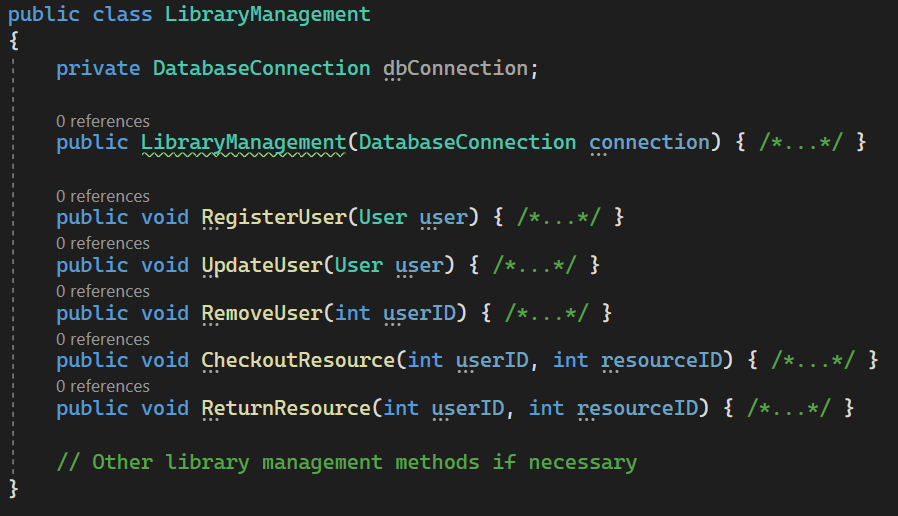 public class LibraryManagement
{
private DatabaseConnection dbConnection;
0 references
public LibraryManagement(DatabaseConnection connection) { /*...*/ }
0 references
public void RegisterUser(User user) { /*...*/ }
0 references
public void UpdateUser(User user) { /*...*/ }
0 references
public void RemoveUser(int userID) { /*...*/ }
0 references
public void CheckoutResource(int userID, int resourceID) { /*...*/ }
0 references
public void ReturnResource(int userID, int resourceID) { /*...*/ }
// Other library management methods if necessary
}